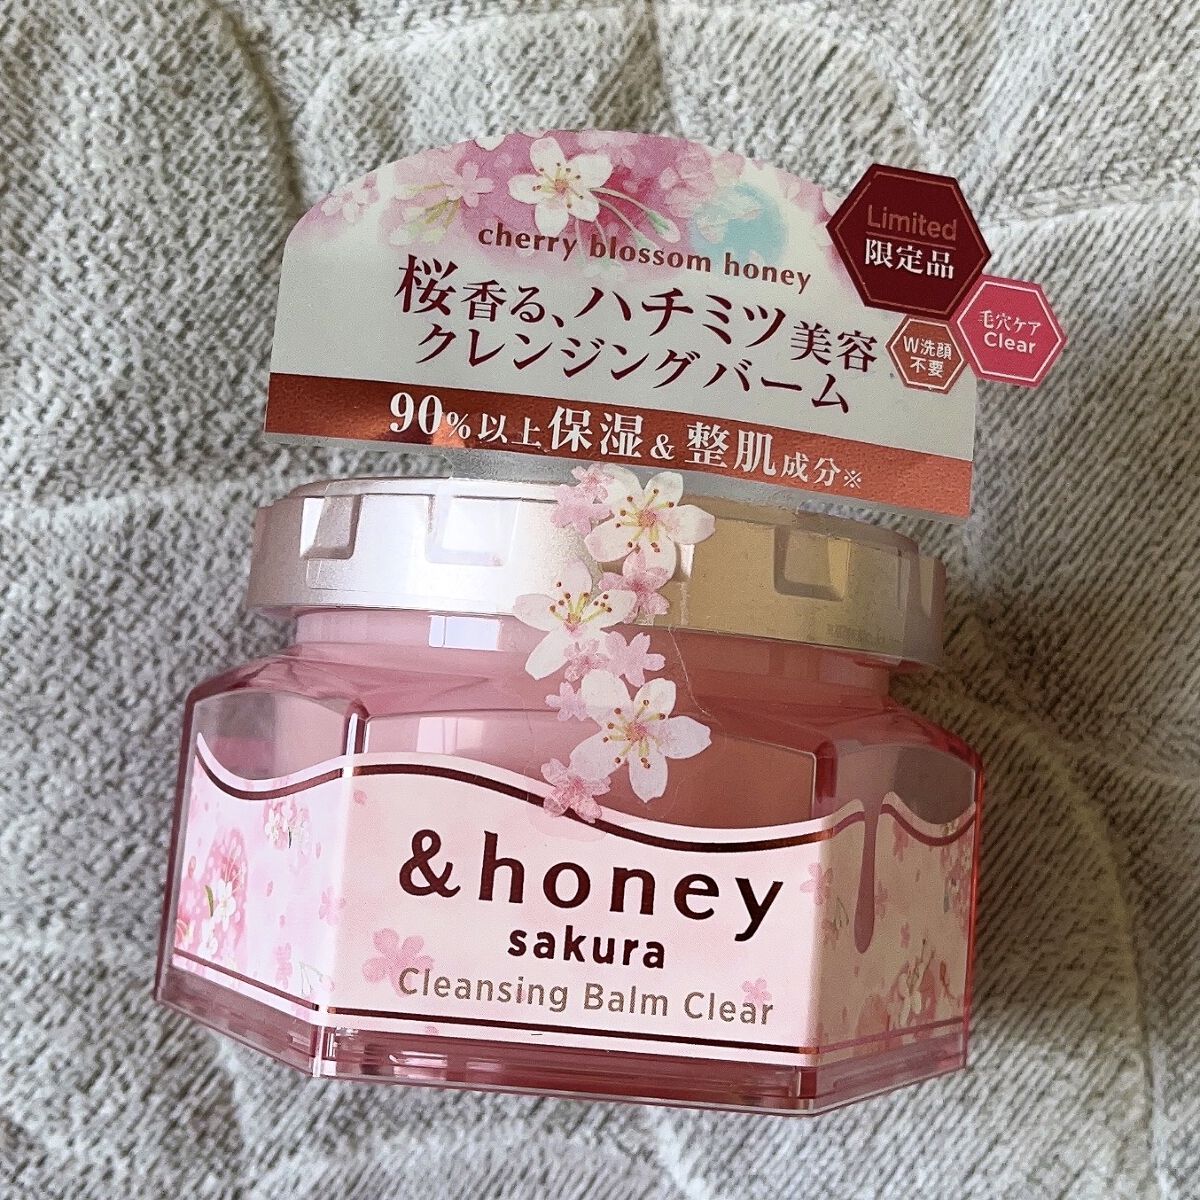 cherry blossom honey
桜香る、ハチミツ美容
クレンジングバーム
90%以上保湿&整肌成分※
Limited
限定品
毛穴ケア
Clear
W洗顔
不要
&honey
sakura
Cleansing Balm Clear